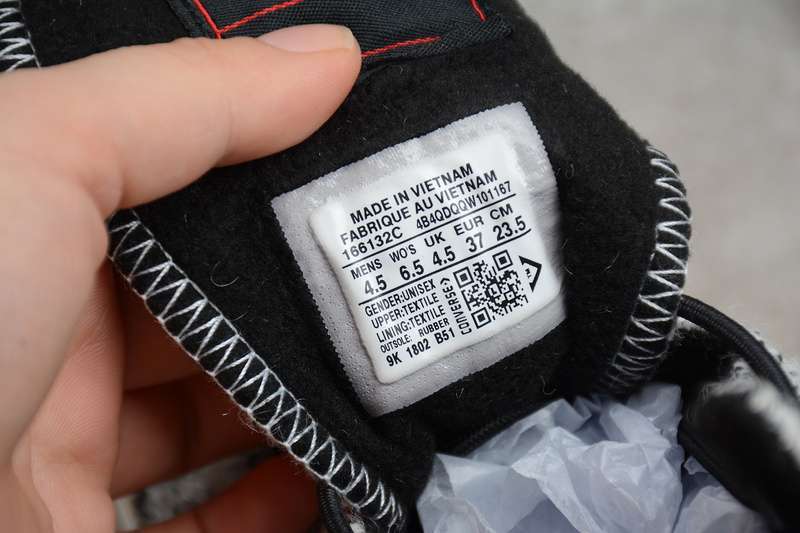 MADE IN VIETNAM
FABRIQUE AU VIETNAM
166132C 4B4QDQQW101167
MENS WO'S UK EUR CM
4.5 6.5 4.5 37 23.5
GENDER:UNISEX
UPPER:TEXTILE
LINING:TEXTILE
OUTSOLE: RUBBER
9K 1802 B51
CONVERSE